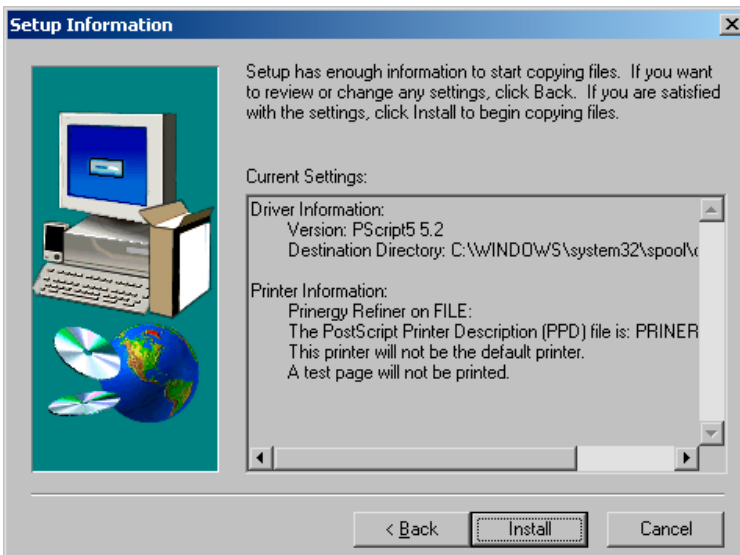 Setup Information
Setup has enough information to start copying files. If you want
to review or change any settings, click Back. If you are satisfied
with the settings, click Install to begin copying files.
Current Settings:
Driver Information:
Version: PScript5 5.2
Destination Directory: C:\WINDOWS\system32\spool\
Printer Information:
Prinergy Refiner on FILE:
The PostScript Printer Description (PPD) file is: PRINER
This printer will not be the default printer.
A test page will not be printed.
< Back
Install
Cancel